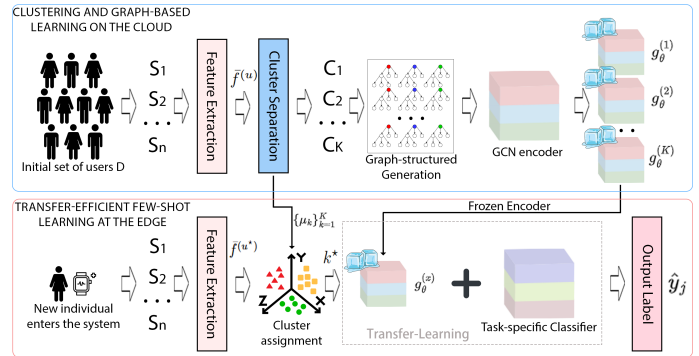 CLUSTERING AND GRAPH-BASED
LEARNING ON THE CLOUD
Initial set of users D
S1
S2
....
Sn
Feature Extraction
f̄(u)
Cluster Separation
C1
C2
....
CK
...
Graph-structured
Generation
GCN encoder
gθ(1)
gθ(2)
..
gθ(K)
Frozen Encoder
TRANSFER-EFFICIENT FEW-SHOT
LEARNING AT THE EDGE
New individual
enters the system
S1
S2
....
Sn
Feature Extraction
f̄(u*)
{μk}Kk=1
Y
Z
X
Cluster
assignment
k*
gθ(x)
Transfer-Learning
Task-specific Classifier
Output Label
ŷj